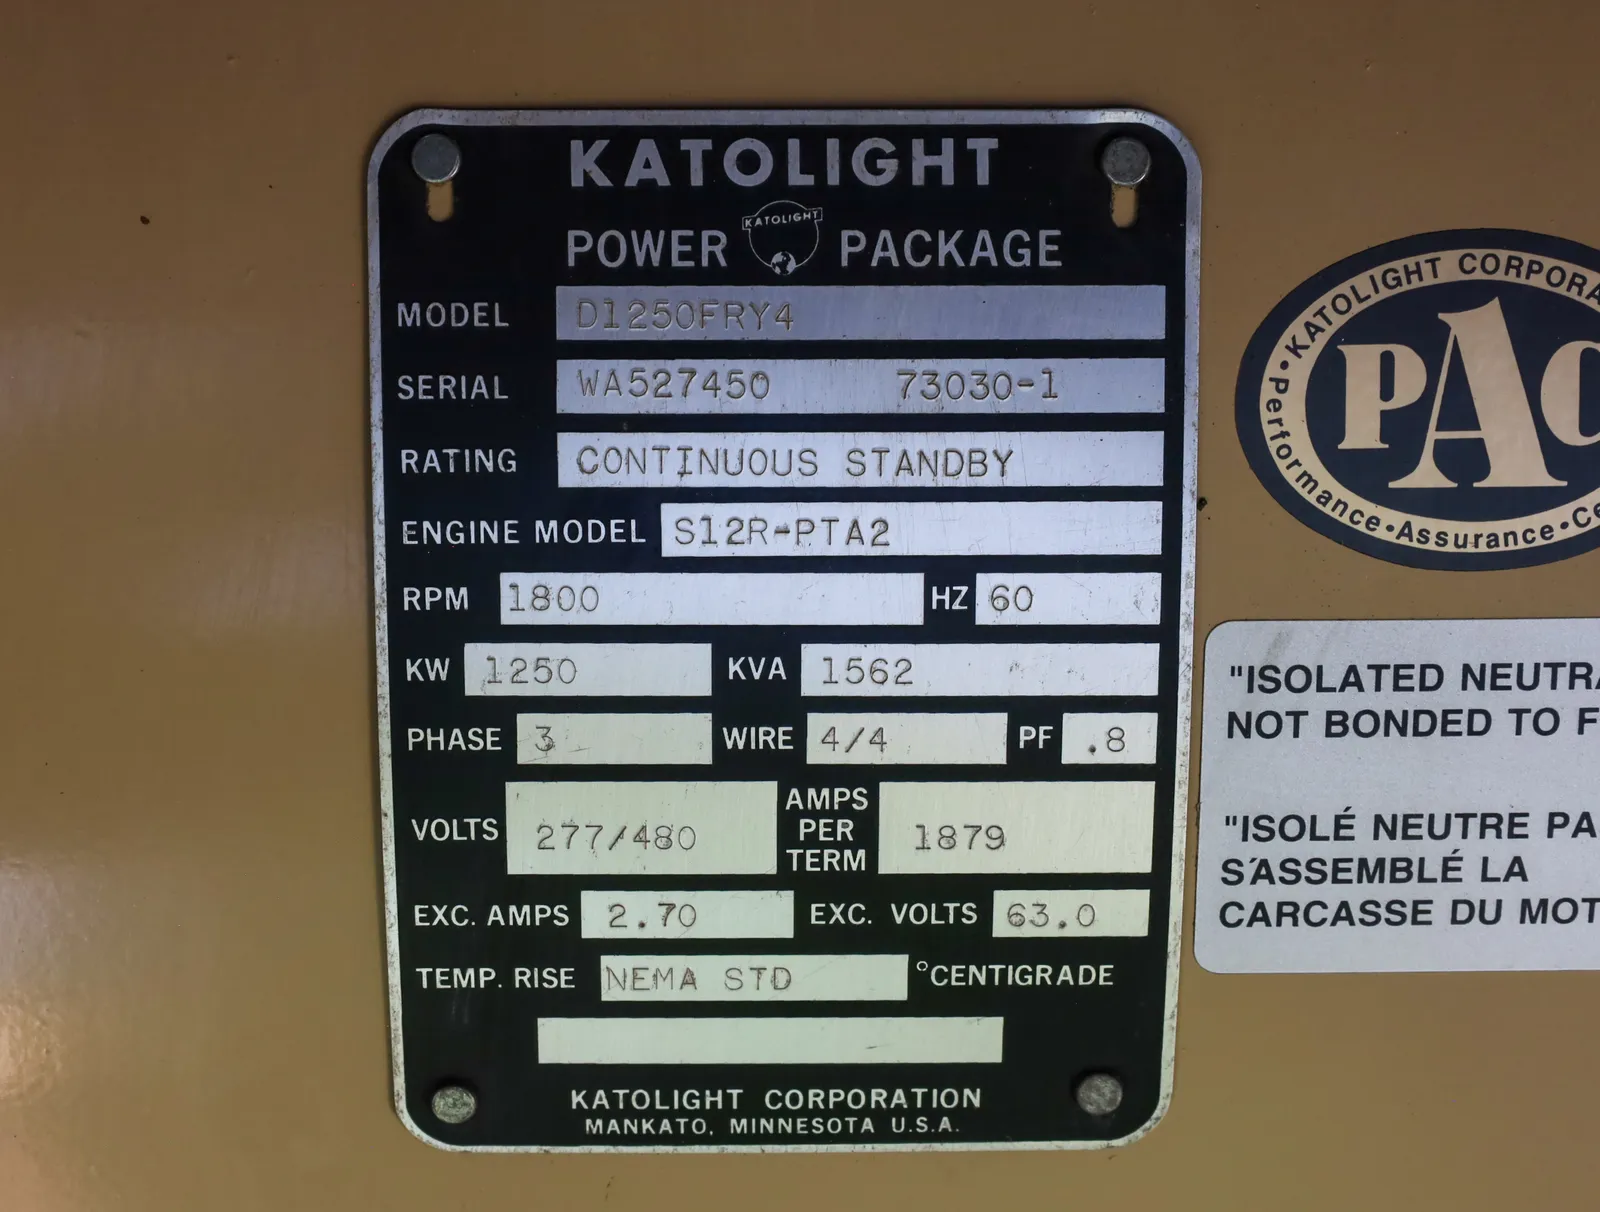 KATOLIGHT
POWER KATOLIGHT PACKAGE
MODEL D1250FRY4
SERIAL WA527450 73030-1
RATING CONTINUOUS STANDBY
ENGINE MODEL S12R-PTA2
RPM 1800 HZ 60
KW 1250 KVA 1562
PHASE 3 WIRE 4/4 PF .8
VOLTS 277/480 AMPS PER TERM 1879
EXC. AMPS 2.70 EXC. VOLTS 63.0
TEMP. RISE NEMA STD °CENTIGRADE
KATOLIGHT CORPORATION
MANKATO, MINNESOTA U.S.A.
• KATOLIGHT CORPORA
PAC
Performance • Assurance • Ce
"ISOLATED NEUTRA
NOT BONDED TO F
"ISOLÉ NEUTRE PA
S'ASSEMBLÉ LA
CARCASSE DU MOT